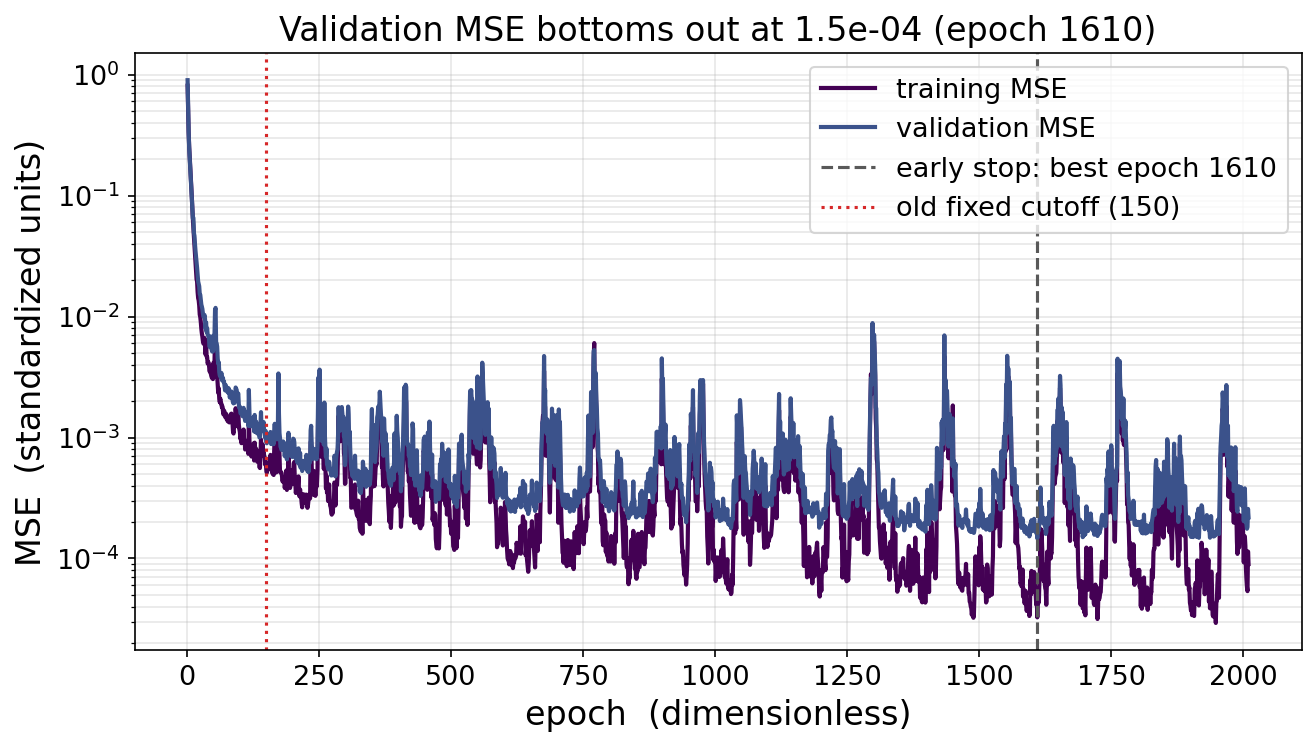 Validation MSE bottoms out at 1.5e-04 (epoch 1610)
training MSE
validation MSE
early stop: best epoch 1610
old fixed cutoff (150)
MSE (standardized units)
10⁰
10⁻¹
10⁻²
10⁻³
10⁻⁴
0 250 500 750 1000 1250 1500 1750 2000
epoch (dimensionless)